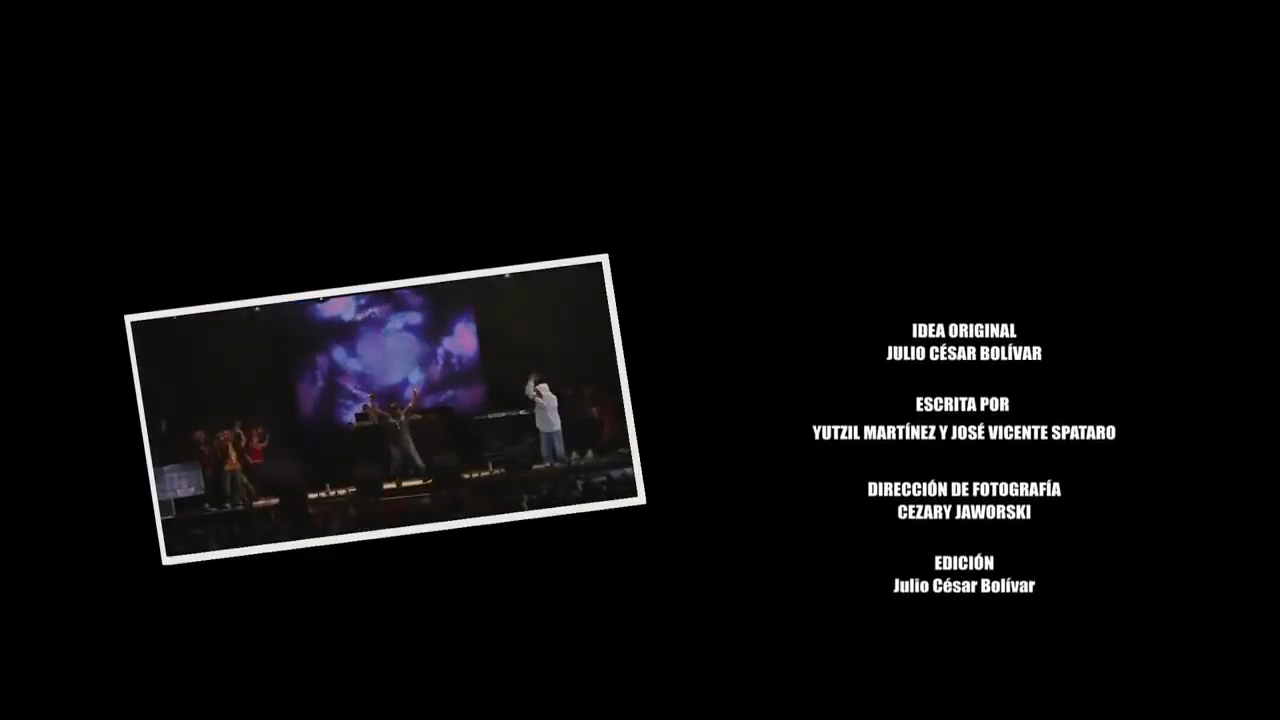 IDEA ORIGINAL
JULIO CÉSAR BOLÍVAR
ESCRITA POR
YUTZIL MARTÍNEZ Y JOSÉ VICENTE SPATARO
DIRECCIÓN DE FOTOGRAFÍA
CEZARY JAWORSKI
EDICIÓN
Julio César Bolívar